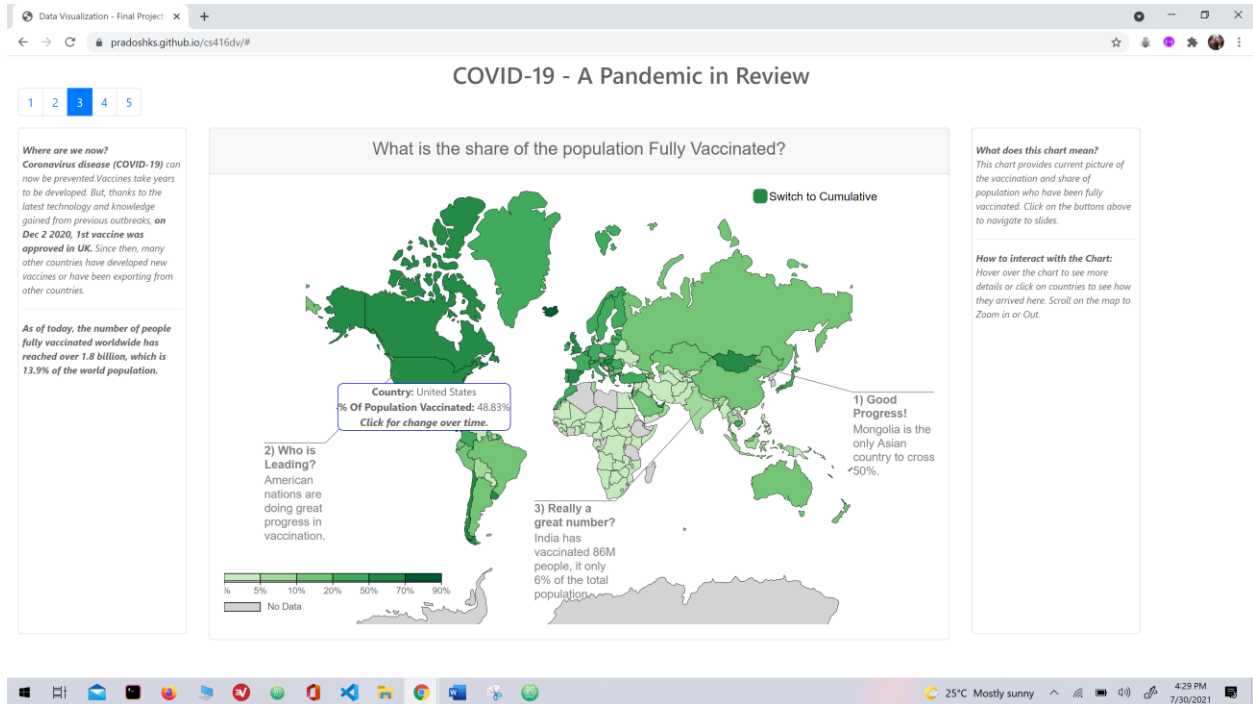 Data Visualization - Final Project
pradoshks.github.io/cs416dv/#
COVID-19 - A Pandemic in Review
1 2 3 4 5
Where are we now?
Coronavirus disease (COVID-19) can
now be prevented.Vaccines take years
to be developed. But, thanks to the
latest technology and knowledge
gained from previous outbreaks, on
Dec 2 2020, 1st vaccine was
approved in UK. Since then, many
other countries have developed new
vaccines or have been exporting from
other countries.
As of today, the number of people
fully vaccinated worldwide has
reached over 1.8 billion, which is
13.9% of the world population.
What is the share of the population Fully Vaccinated?
Switch to Cumulative
Country: United States
% Of Population Vaccinated: 48.83%
Click for change over time.
1) Good
Progress!
Mongolia is the
only Asian
country to cross
50%.
2) Who is
Leading?
American
nations are
doing great
progress in
vaccination.
3) Really a
great number?
India has
vaccinated 86M
people, it only
6% of the total
population.
% 5% 10% 20% 50% 70% 90%
No Data
What does this chart mean?
This chart provides current picture of
the vaccination and share of
population who have been fully
vaccinated. Click on the buttons above
to navigate to slides.
How to interact with the Chart:
Hover over the chart to see more
details or click on countries to see how
they arrived here. Scroll on the map to
Zoom in or Out.
25°C Mostly sunny
4:29 PM
7/30/2021